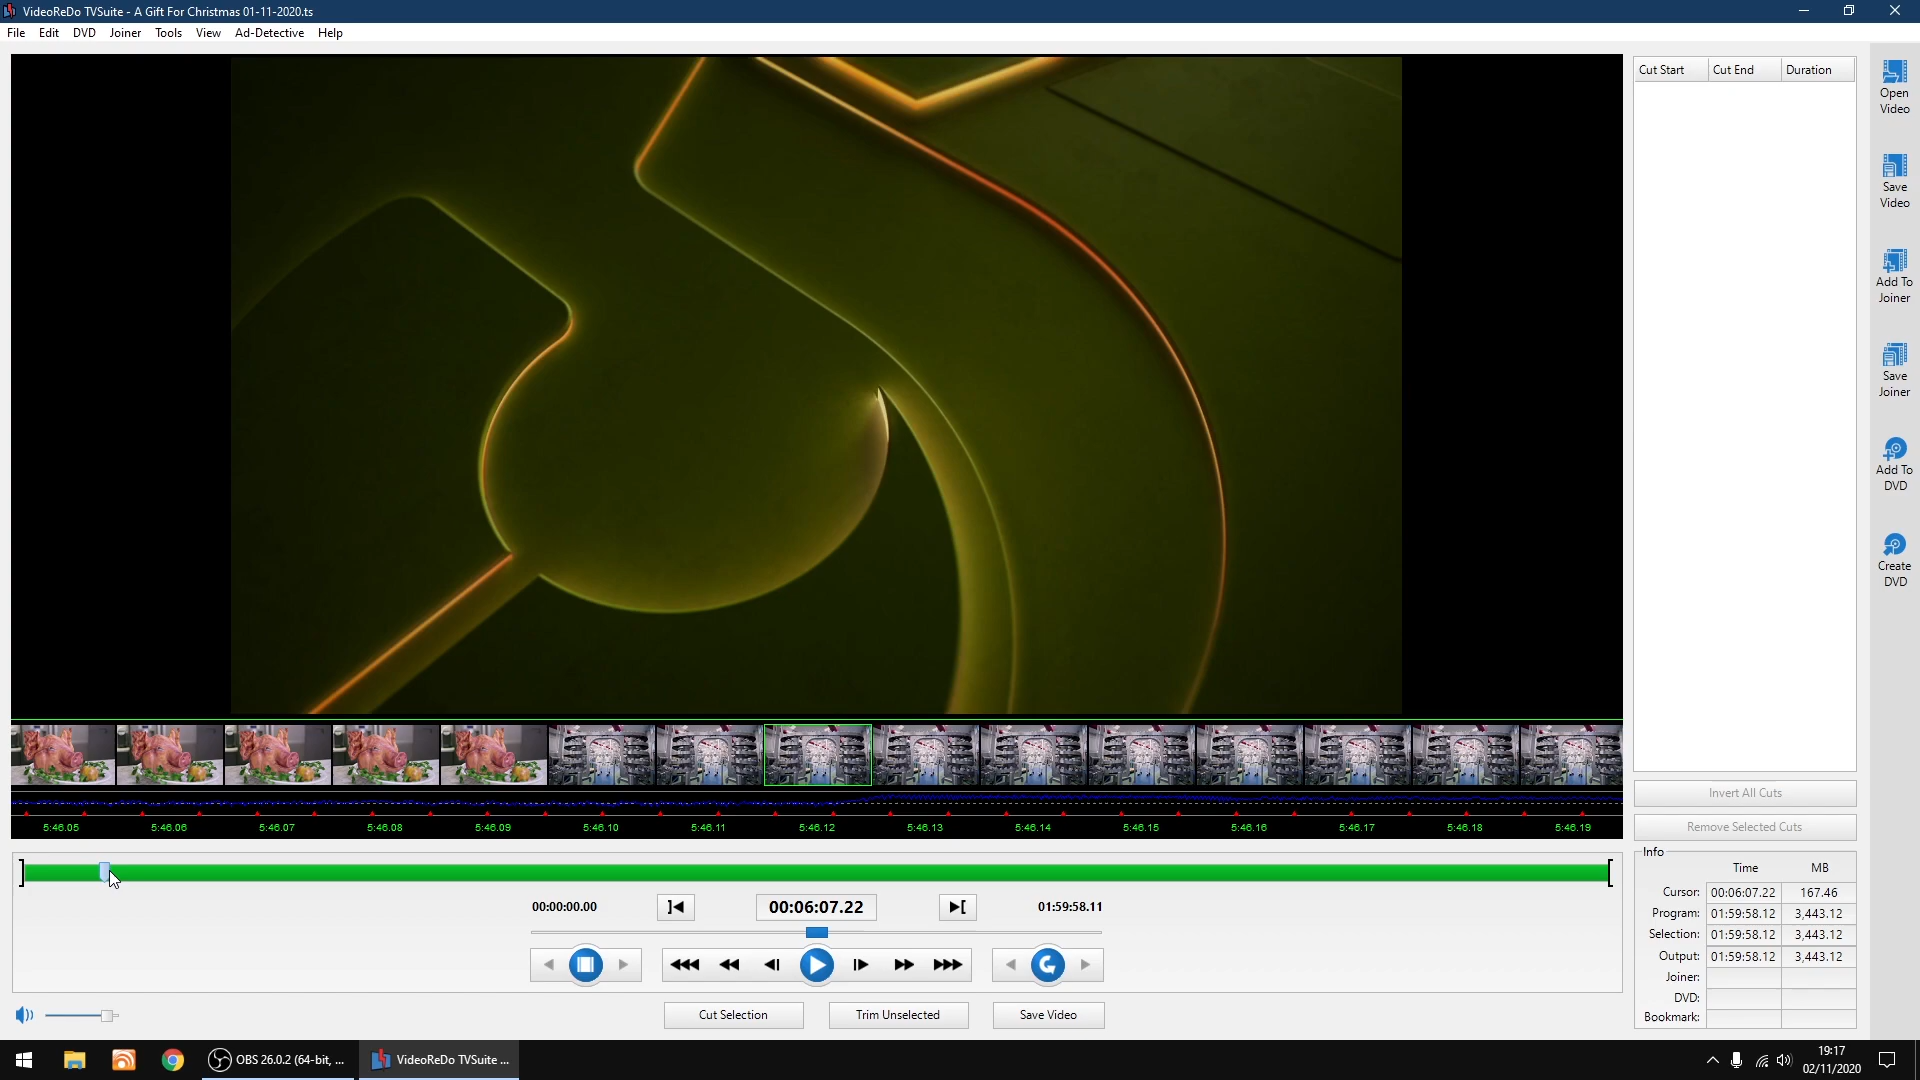 VideoReDo TVSuite - A Gift For Christmas 01-11-2020.ts
File Edit DVD Joiner Tools View Ad-Detective Help
Cut Start Cut End Duration
Open
Video
Save
Video
Add To
Joiner
Save
Joiner
Add To
DVD
Create
DVD
5:46.05 5:46.06 5:46.07 5:46.08 5:46.09 5:46.10 5:46.11 5:46.12 5:46.13 5:46.14 5:46.15 5:46.16 5:46.17 5:46.18 5:46.19
Invert All Cuts
Remove Selected Cuts
Info
Time MB
Cursor: 00:06:07.22 167.46
Program: 01:59:58.12 3,443.12
Selection: 01:59:58.12 3,443.12
Output: 01:59:58.12 3,443.12
Joiner:
DVD:
Bookmark:
00:00:00.00 00:06:07.22 01:59:58.11
Cut Selection Trim Unselected Save Video
OBS 26.0.2 (64-bit, ... VideoReDo TVSuite ...
19:17
02/11/2020